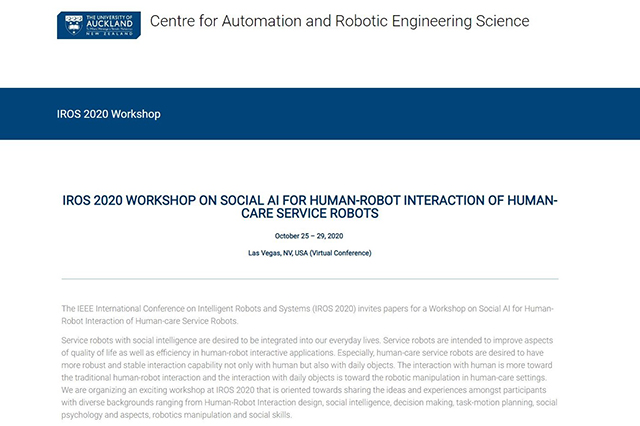 THE UNIVERSITY OF
AUCKLAND
NEW ZEALAND
Centre for Automation and Robotic Engineering Science
IROS 2020 Workshop
IROS 2020 WORKSHOP ON SOCIAL AI FOR HUMAN-ROBOT INTERACTION OF HUMAN-
CARE SERVICE ROBOTS
October 25 – 29, 2020
Las Vegas, NV, USA (Virtual Conference)
The IEEE International Conference on Intelligent Robots and Systems (IROS 2020) invites papers for a Workshop on Social AI for Human-
Robot Interaction of Human-care Service Robots.
Service robots with social intelligence are desired to be integrated into our everyday lives. Service robots are intended to improve aspects
of quality of life as well as efficiency in human-robot interactive applications. Especially, human-care service robots are desired to have
more robust and stable interaction capability not only with human but also with daily objects. The interaction with human is more toward
the traditional human-robot interaction and the interaction with daily objects is toward the robotic manipulation in human-care settings.
We are organizing an exciting workshop at IROS 2020 that is oriented towards sharing the ideas and experiences amongst participants
with diverse backgrounds ranging from Human-Robot Interaction design, social intelligence, decision making, task-motion planning, social
psychology and aspects, robotics manipulation and social skills.